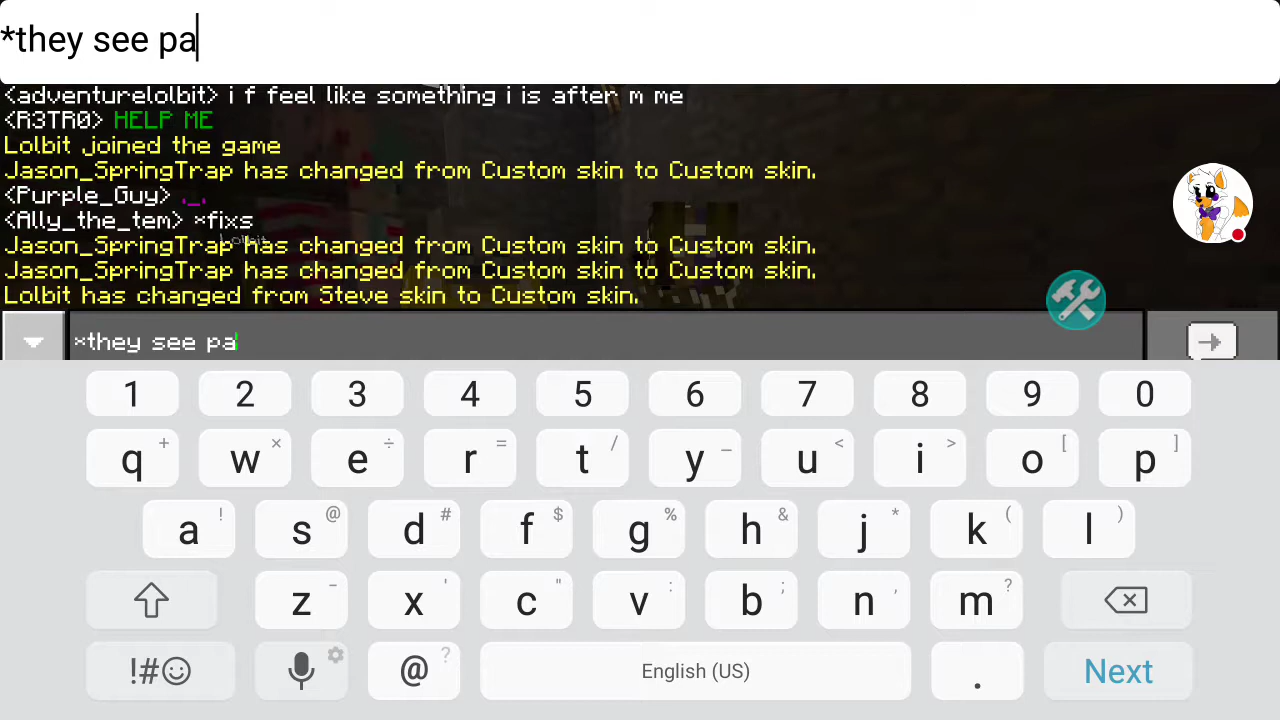 *they see pa
<adventurelolbit> i f feel like something i is after m me
<R3TR0> HELP ME
Lolbit joined the game
Jason_SpringTrap has changed from Custom skin to Custom skin.
<Purple_Guy> ._.
<Ally_the_tem> *fixs
Lolbit
Jason_SpringTrap has changed from Custom skin to Custom skin.
Jason_SpringTrap has changed from Custom skin to Custom skin.
Lolbit has changed from Steve skin to Custom skin.
*they see pa
1 2 3 4 5 6 7 8 9 0
q + w × e ÷ r = t / y _ u < i > o [ p ]
a ! s @ d # f $ g % h & j * k ( l )
z - x ' c " v : b ; n , m ?
!#☺ @ ? English (US) . Next